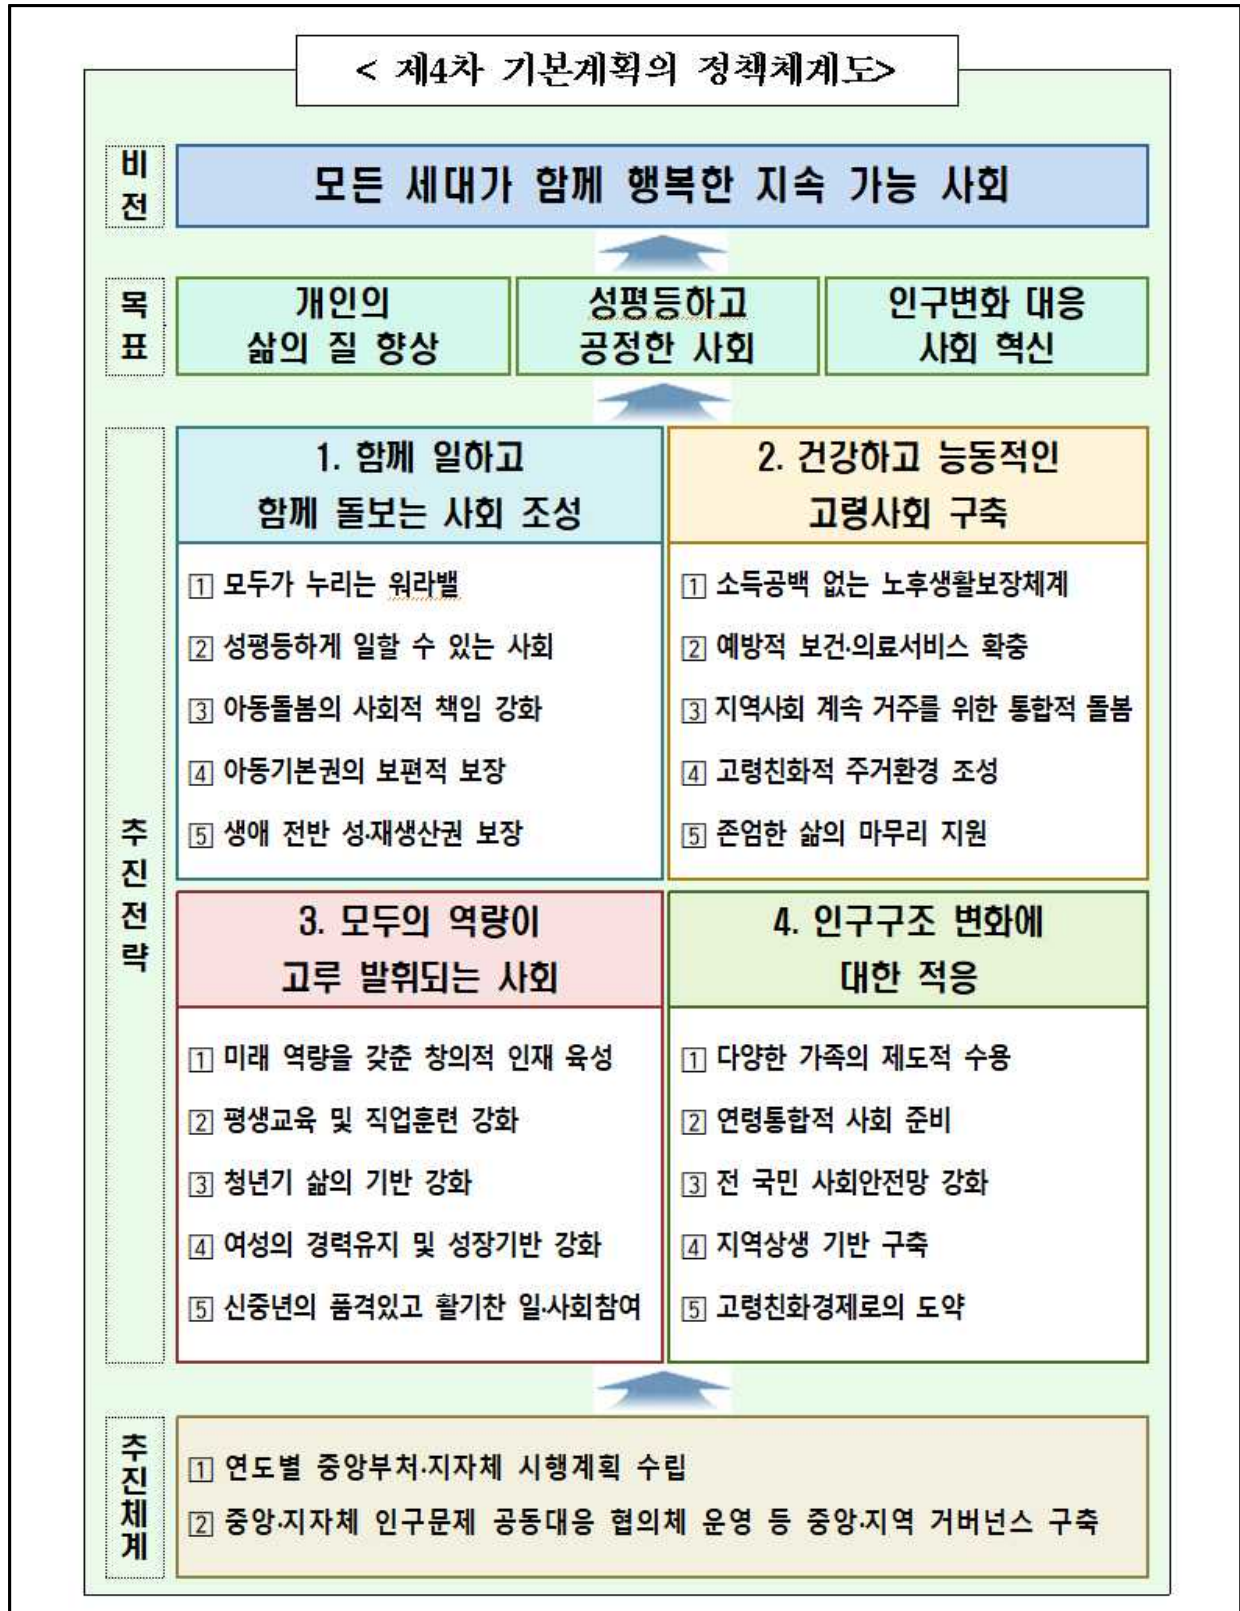 < 제4차 기본계획의 정책체계도>
비전
모든 세대가 함께 행복한 지속 가능 사회
목표
개인의
삶의 질 향상
성평등하고
공정한 사회
인구변화 대응
사회 혁신
추진전략
1. 함께 일하고
함께 돌보는 사회 조성
1 모두가 누리는 워라밸
2 성평등하게 일할 수 있는 사회
3 아동돌봄의 사회적 책임 강화
4 아동기본권의 보편적 보장
5 생애 전반 성·재생산권 보장
2. 건강하고 능동적인
고령사회 구축
1 소득공백 없는 노후생활보장체계
2 예방적 보건·의료서비스 확충
3 지역사회 계속 거주를 위한 통합적 돌봄
4 고령친화적 주거환경 조성
5 존엄한 삶의 마무리 지원
3. 모두의 역량이
고루 발휘되는 사회
1 미래 역량을 갖춘 창의적 인재 육성
2 평생교육 및 직업훈련 강화
3 청년기 삶의 기반 강화
4 여성의 경력유지 및 성장기반 강화
5 신중년의 품격있고 활기찬 일·사회참여
4. 인구구조 변화에
대한 적응
1 다양한 가족의 제도적 수용
2 연령통합적 사회 준비
3 전 국민 사회안전망 강화
4 지역상생 기반 구축
5 고령친화경제로의 도약
추진체계
1 연도별 중앙부처·지자체 시행계획 수립
2 중앙·지자체 인구문제 공동대응 협의체 운영 등 중앙·지역 거버넌스 구축